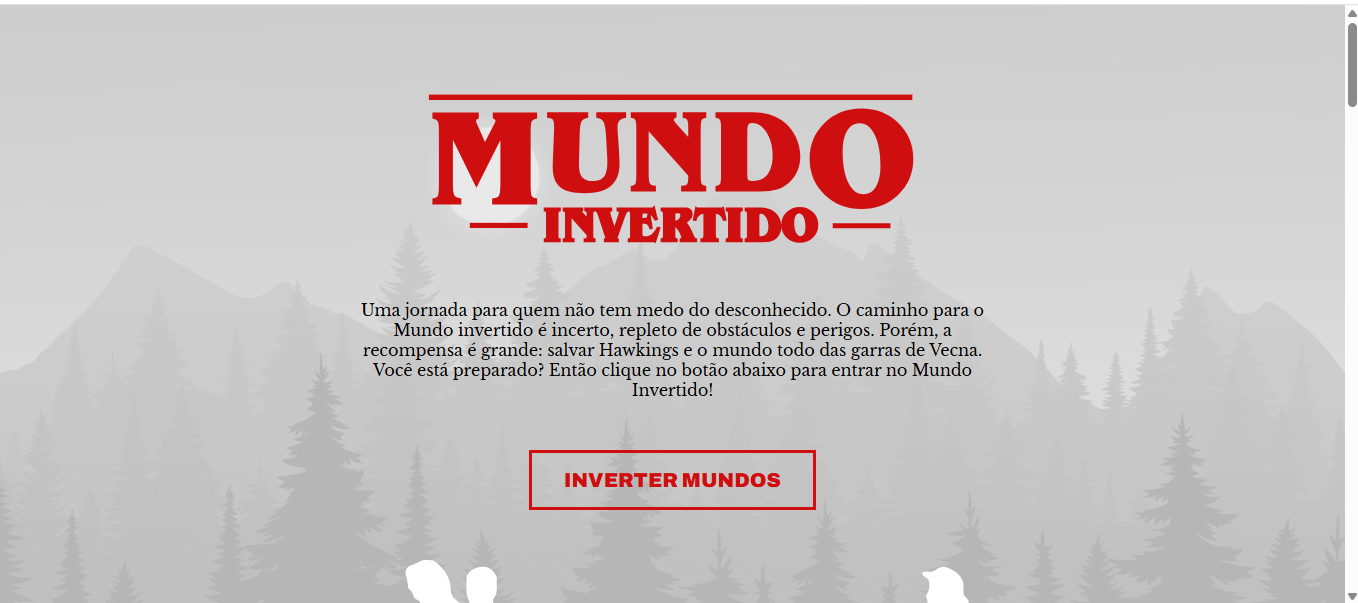 MUNDO
INVERTIDO
Uma jornada para quem não tem medo do desconhecido. O caminho para o
Mundo invertido é incerto, repleto de obstáculos e perigos. Porém, a
recompensa é grande: salvar Hawkings e o mundo todo das garras de Vecna.
Você está preparado? Então clique no botão abaixo para entrar no Mundo
Invertido!
INVERTER MUNDOS